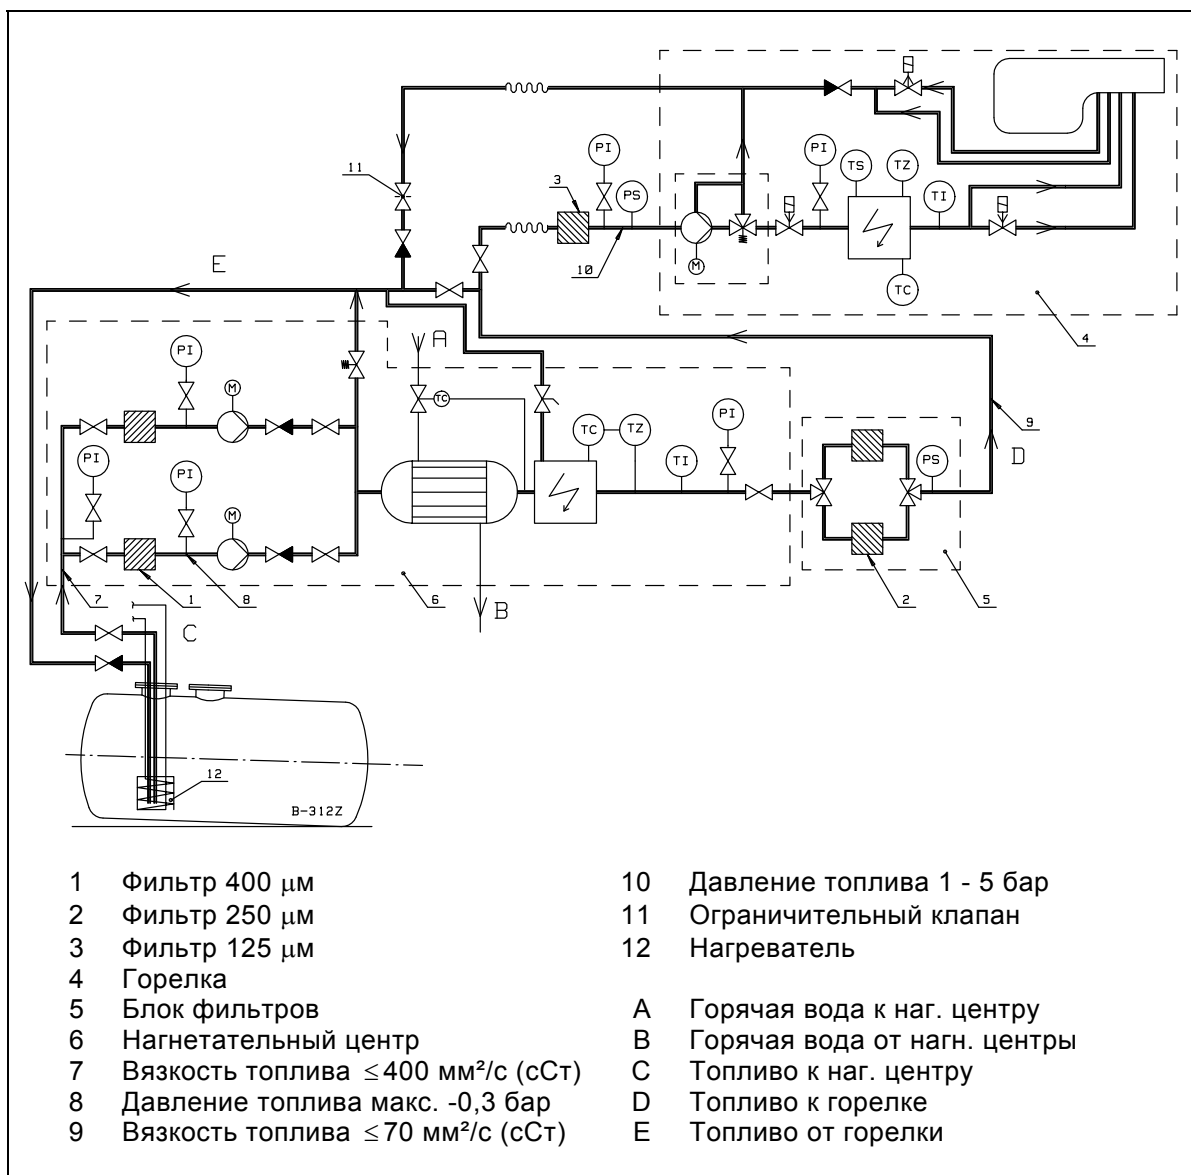 11
3
PI
PI
TS
TZ
PS
TI
M
10
TC
E
4
A
PI
M
TC
TC
TZ
PI
9
PI
PI
TI
PS
D
M
7
1
8
6
B
2
5
C
12
B-312Z
1 Фильтр 400 μм
2 Фильтр 250 μм
3 Фильтр 125 μм
4 Горелка
5 Блок фильтров
6 Нагнетательный центр
7 Вязкость топлива ≤400 мм²/с (сСт)
8 Давление топлива макс. -0,3 бар
9 Вязкость топлива ≤70 мм²/с (сСт)
10 Давление топлива 1 - 5 бар
11 Ограничительный клапан
12 Нагреватель
A Горячая вода к наг. центру
B Горячая вода от нагн. центры
C Топливо к наг. центру
D Топливо к горелке
E Топливо от горелки